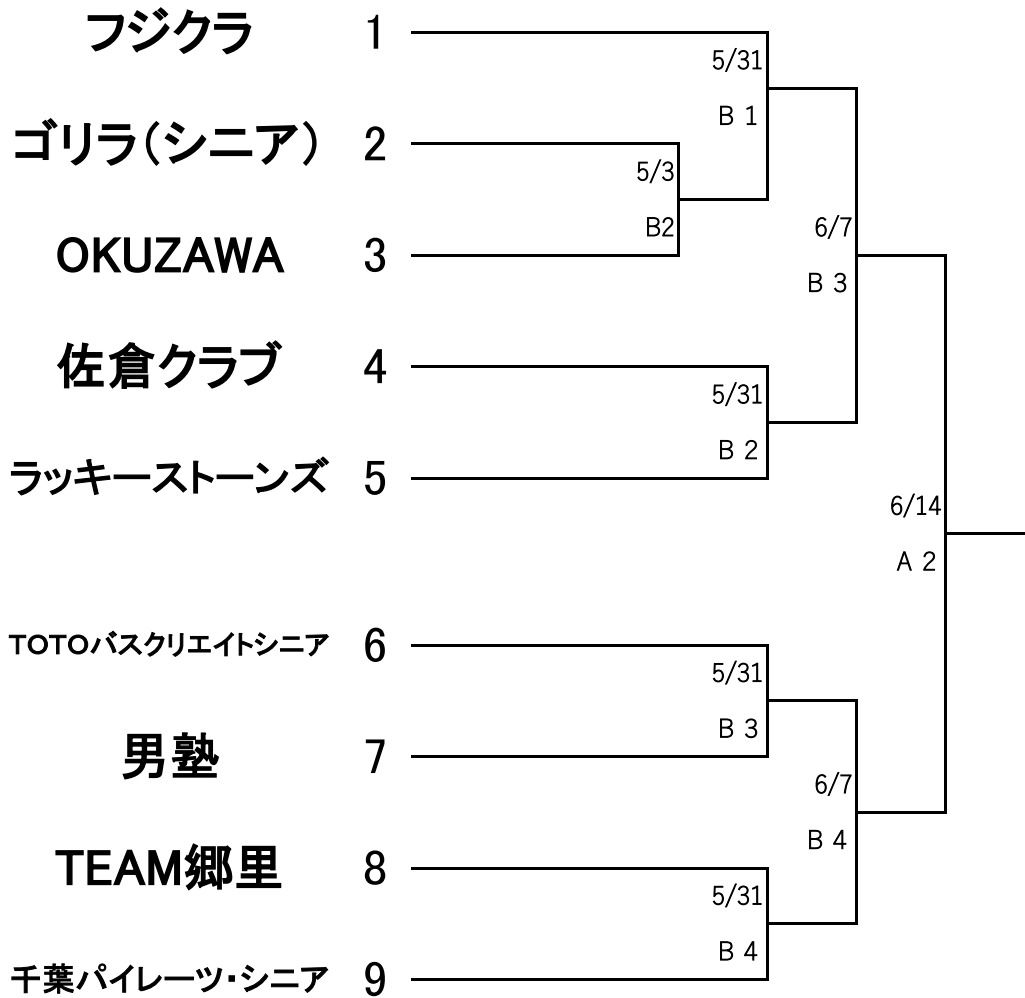 フジクラ 1
5/31
B 1
ゴリラ(シニア) 2
5/3
B2
OKUZAWA 3
6/7
B 3
佐倉クラブ 4
5/31
B 2
ラッキーストーンズ 5
6/14
A 2
TOTOバスクリエイトシニア 6
5/31
B 3
男塾 7
6/7
B 4
TEAM郷里 8
5/31
B 4
千葉パイレーツ・シニア 9